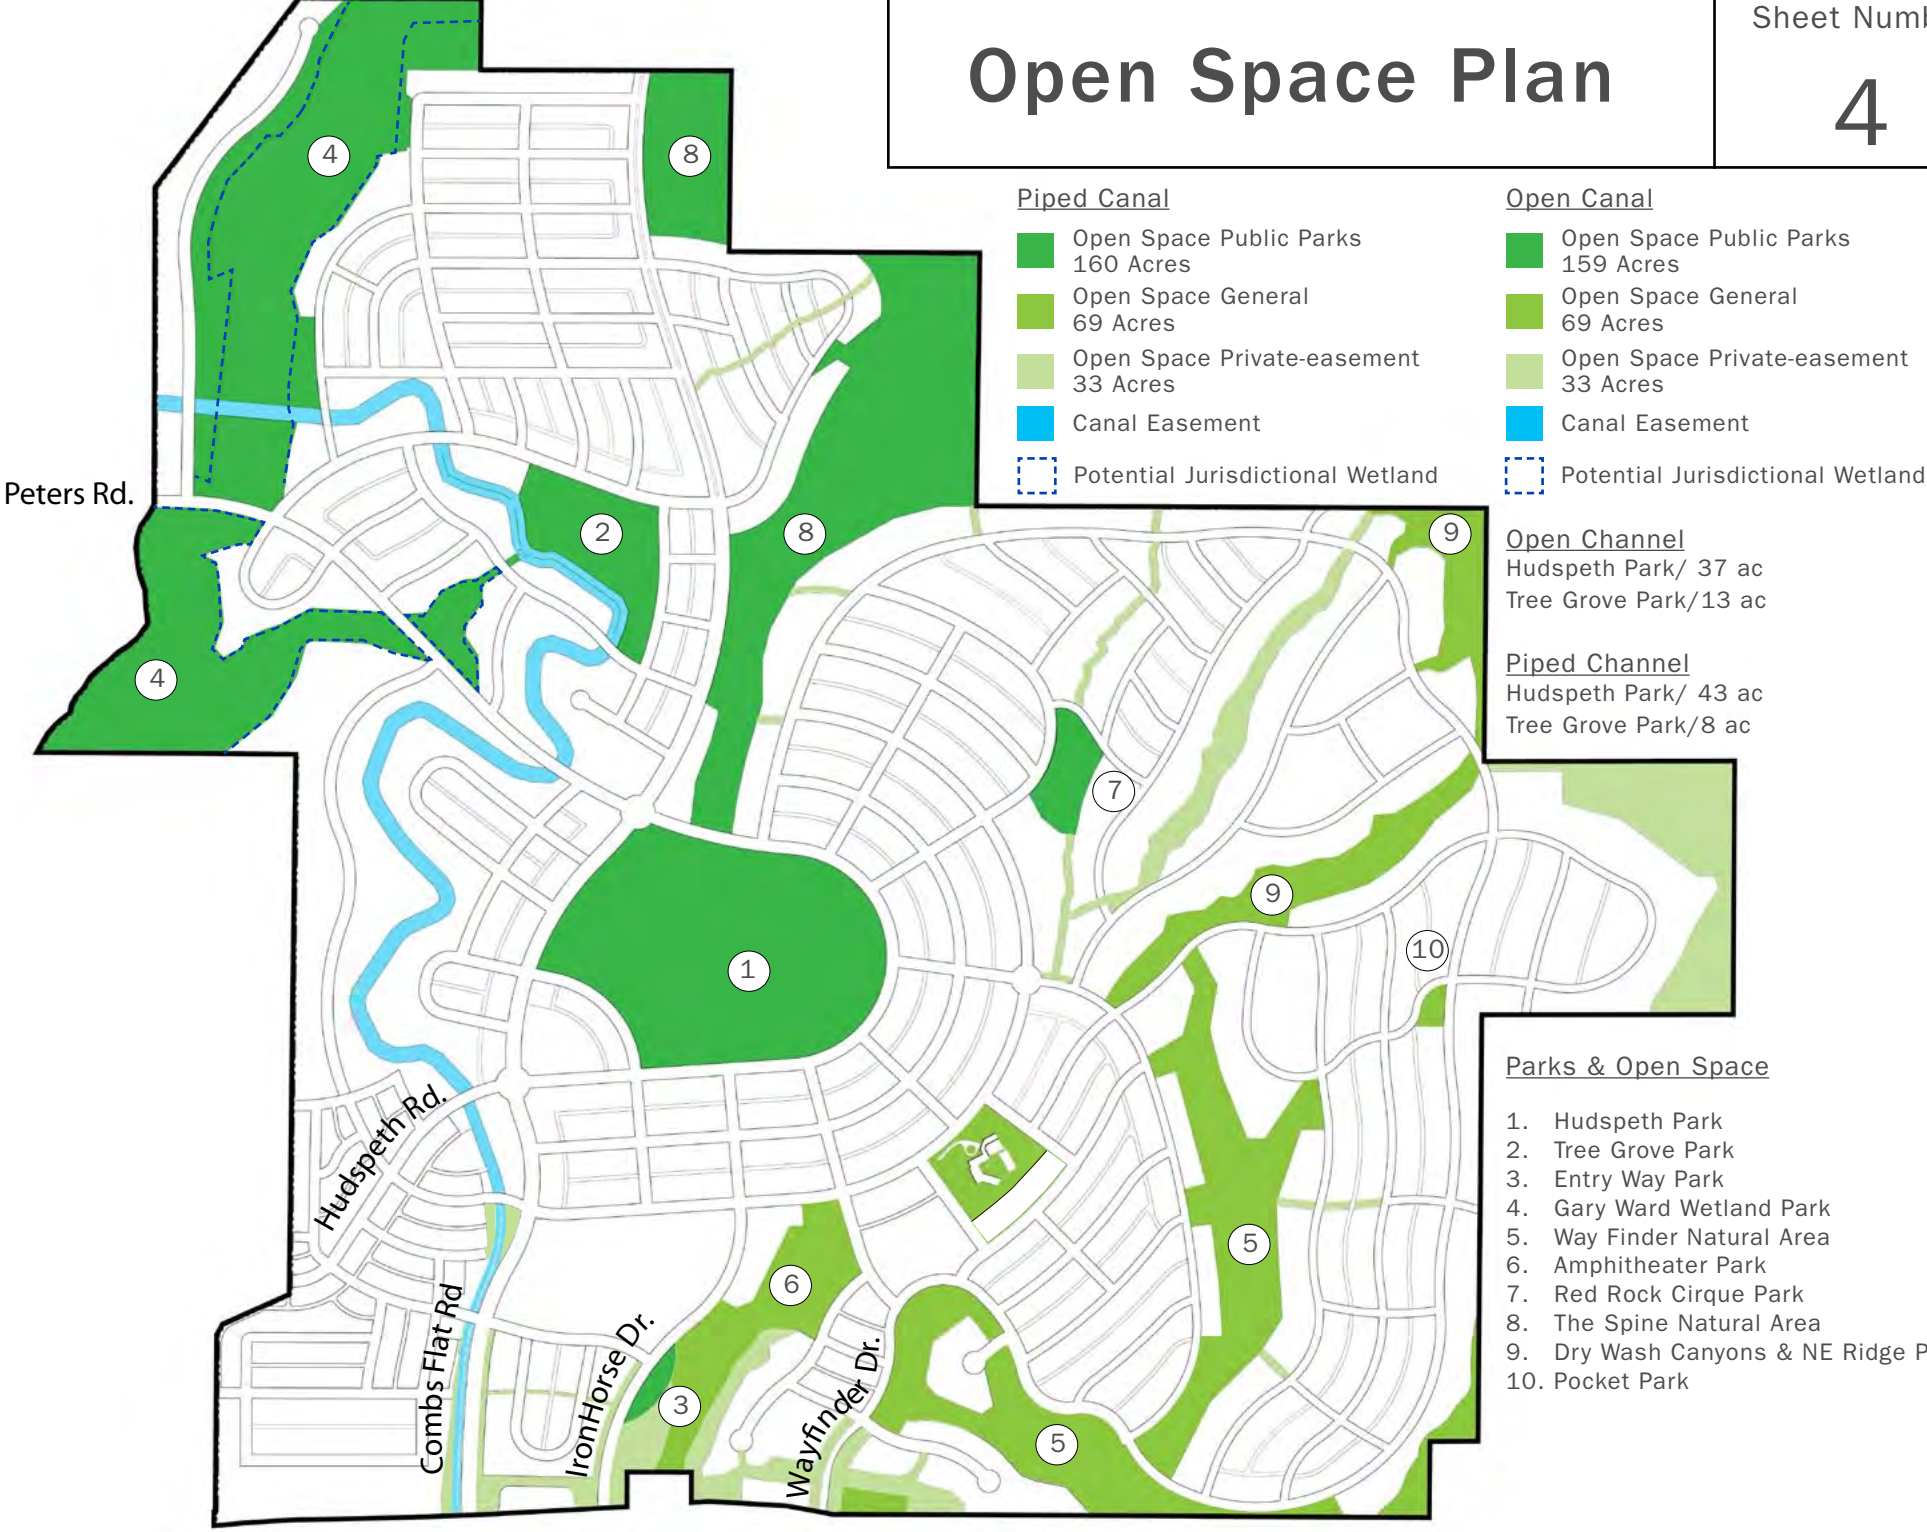 Open Space Plan
Sheet Numb
4
Piped Canal
Open Space Public Parks
160 Acres
Open Space General
69 Acres
Open Space Private-easement
33 Acres
Canal Easement
Potential Jurisdictional Wetland
Open Canal
Open Space Public Parks
159 Acres
Open Space General
69 Acres
Open Space Private-easement
33 Acres
Canal Easement
Potential Jurisdictional Wetland
Open Channel
Hudspeth Park/ 37 ac
Tree Grove Park/13 ac
Piped Channel
Hudspeth Park/ 43 ac
Tree Grove Park/8 ac
Parks & Open Space
1. Hudspeth Park
2. Tree Grove Park
3. Entry Way Park
4. Gary Ward Wetland Park
5. Way Finder Natural Area
6. Amphitheater Park
7. Red Rock Cirque Park
8. The Spine Natural Area
9. Dry Wash Canyons & NE Ridge P
10. Pocket Park
4
8
Peters Rd.
2
8
9
4
7
9
10
1
Hudspeth Rd.
5
6
Combs Flat Rd
IronHorse Dr.
Wayfinder Dr.
3
5